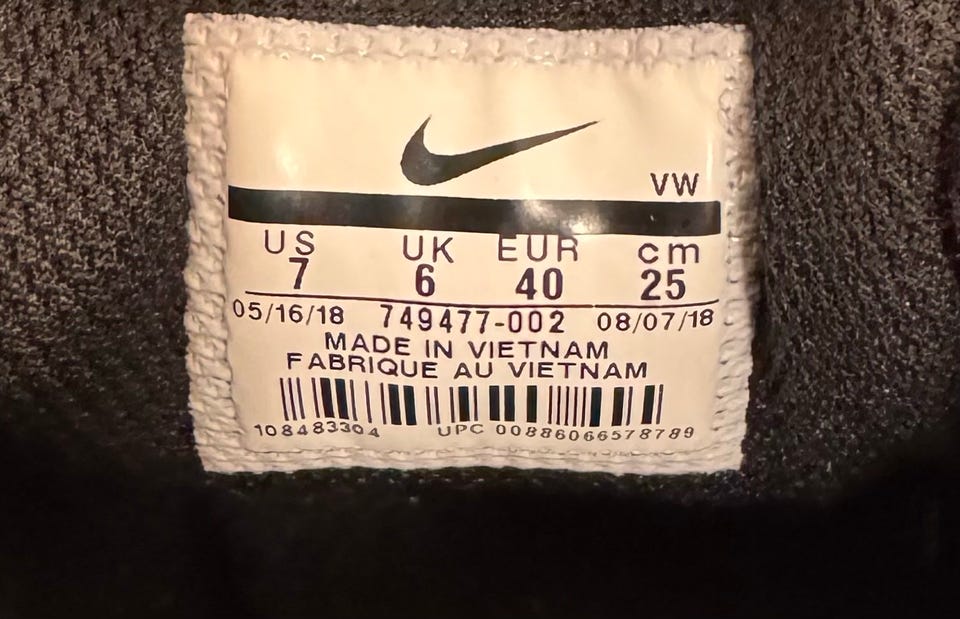 VW
US UK EUR cm
7 6 40 25
05/16/18 749477-002 08/07/18
MADE IN VIETNAM
FABRIQUE AU VIETNAM
108483304 UPC 00886066578789